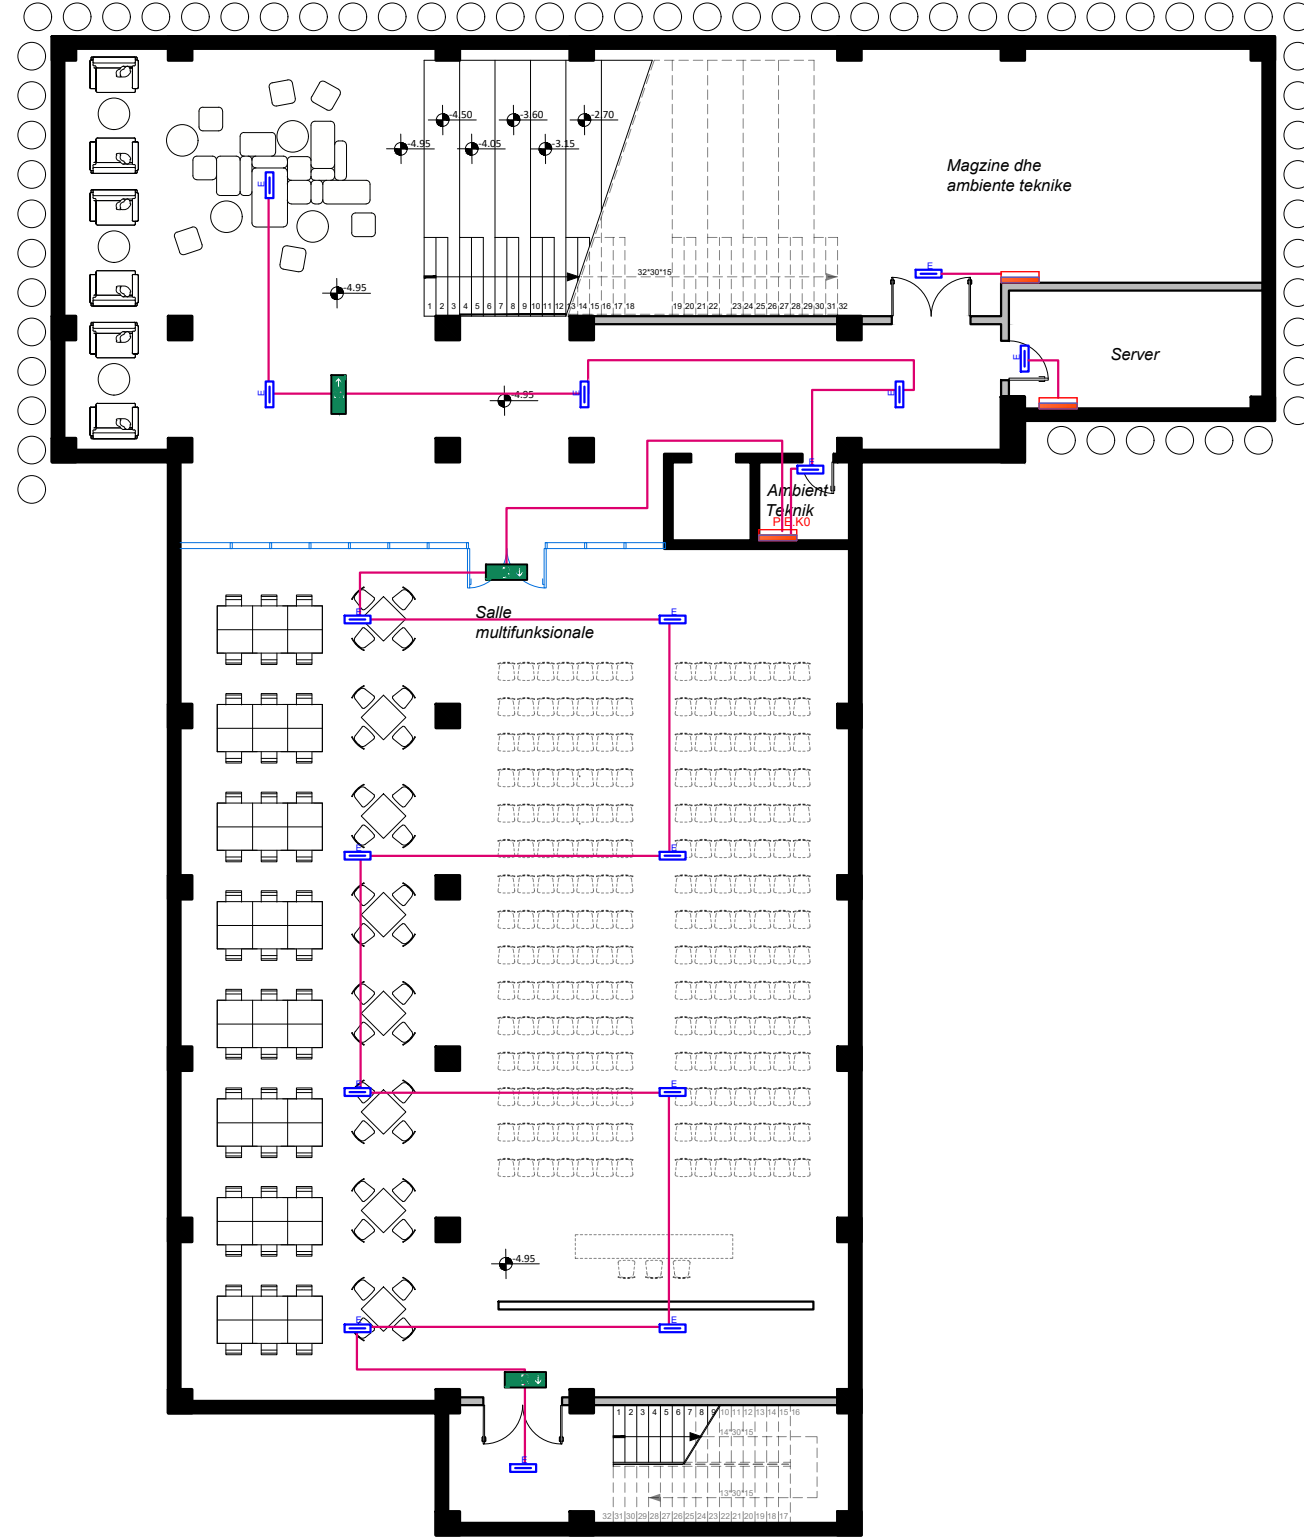 -4.50
-3.60
-2.70
-4.95
-4.05
-3.15
Magzine dhe
ambiente teknike
E
E
32*30*15
-4.95
1 2 3 4 5 6 7 8 9 10 11 12 13 14 15 16 17 18 19 20 21 22 23 24 25 26 27 28 29 30 31 32
Server
E
E
E
E
-4.95
E
Ambient
Teknik
P.E.K0
Salle
multifunksionale
E
E
E
E
E
E
-4.95
E
E
1 2 3 4 5 6 7 8 9 10 11 12 13 14 15 16
14*30*15
E
13*30*15
32 31 30 29 28 27 26 25 24 23 22 21 20 19 18 17